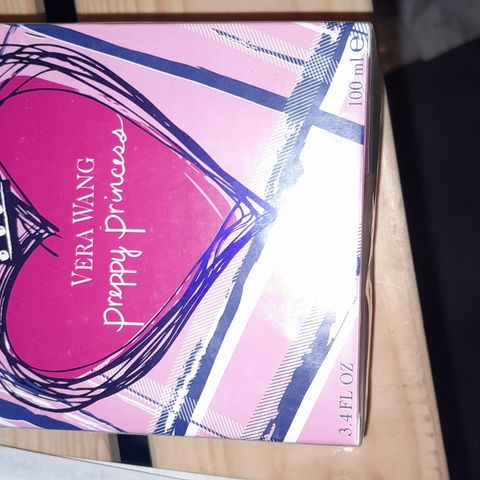 VERA WANG
preppy princess
3.4 FL OZ
100 ml e